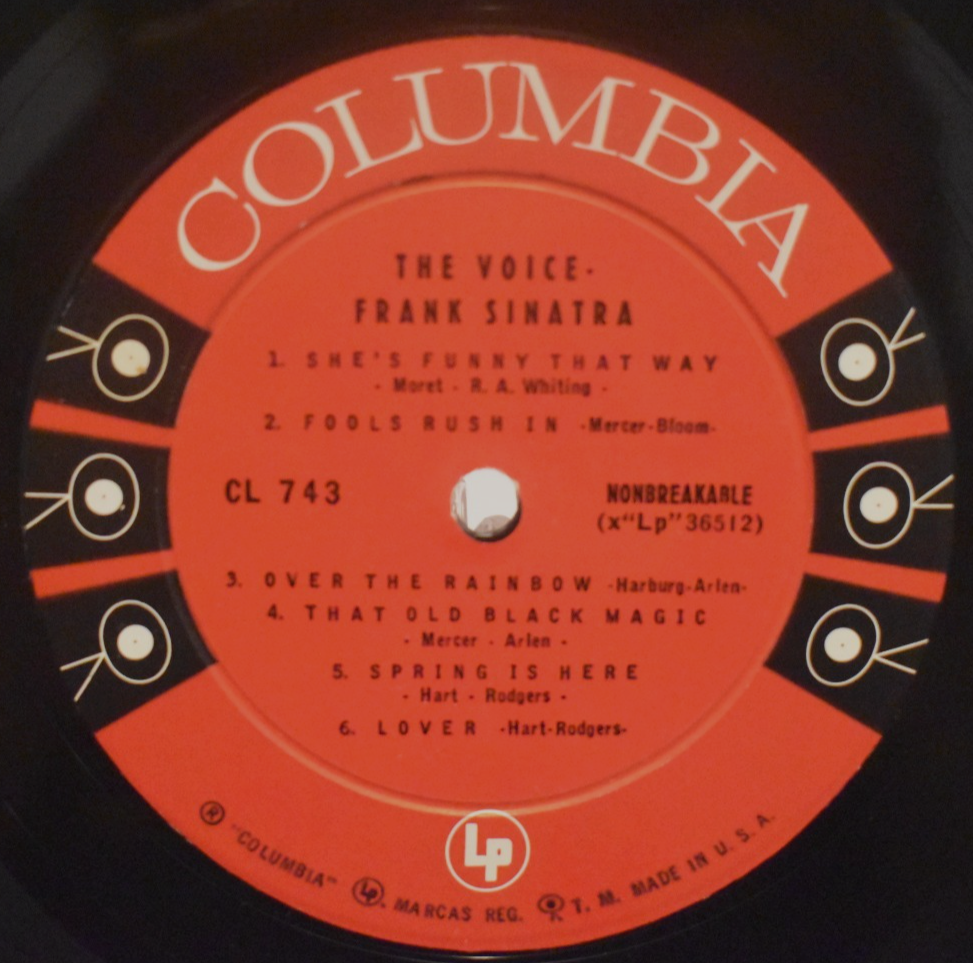 COLUMBIA
THE VOICE-
FRANK SINATRA
1. SHE'S FUNNY THAT WAY
- Moret - R. A. Whiting -
2. FOOLS RUSH IN -Mercer-Bloom-
CL 743
NONBREAKABLE
(x“Lp”36512)
3. OVER THE RAINBOW -Harburg-Arlen-
4. THAT OLD BLACK MAGIC
- Mercer - Arlen -
5. SPRING IS HERE
- Hart - Rodgers -
6. LOVER -Hart-Rodgers-
Lp
® "COLUMBIA" Lp. MARCAS REG. T. M. MADE IN U. S. A.